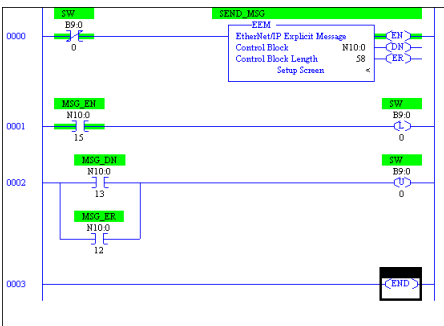 SW SEND_MSG
B9:0 EEM
0000 EtherNet/IP Explicit Message EN
0 Control Block N10:0 DN
Control Block Length 58 ER
Setup Screen <
MSG_EN SW
N10:0 B9:0
0001 L
15 0
MSG_DN SW
N10:0 B9:0
0002 U
13 0
MSG_ER
N10:0
12
0003 END